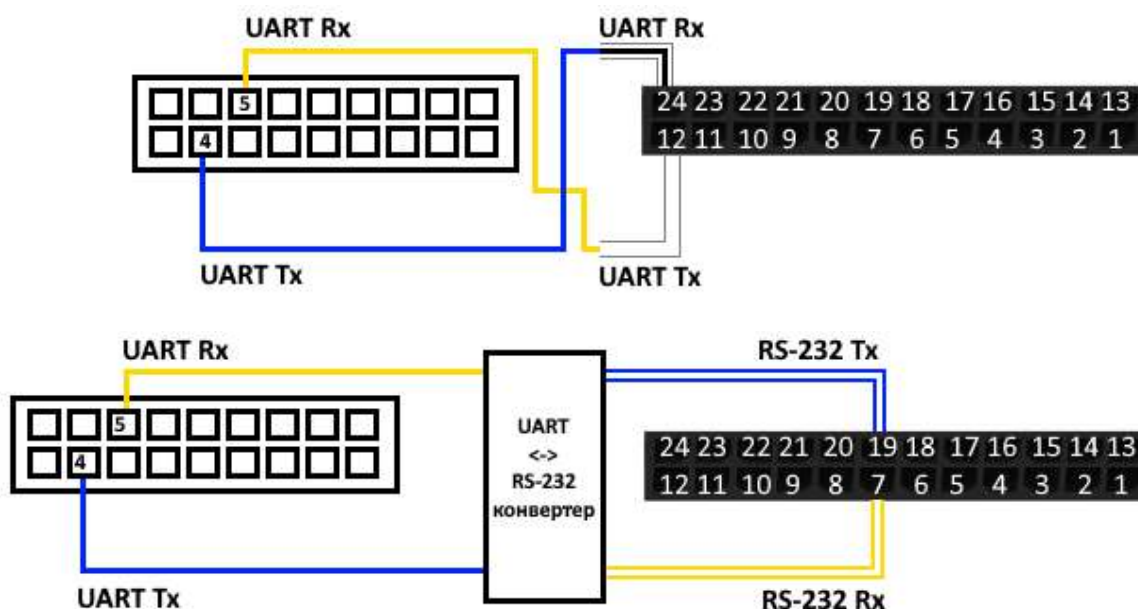 UART Rx
UART Rx
5
4
24 23 22 21 20 19 18 17 16 15 14 13
12 11 10 9 8 7 6 5 4 3 2 1
UART Tx
UART Tx
UART Rx
RS-232 Tx
5
4
UART
<->
RS-232
конвертер
24 23 22 21 20 19 18 17 16 15 14 13
12 11 10 9 8 7 6 5 4 3 2 1
UART Tx
RS-232 Rx